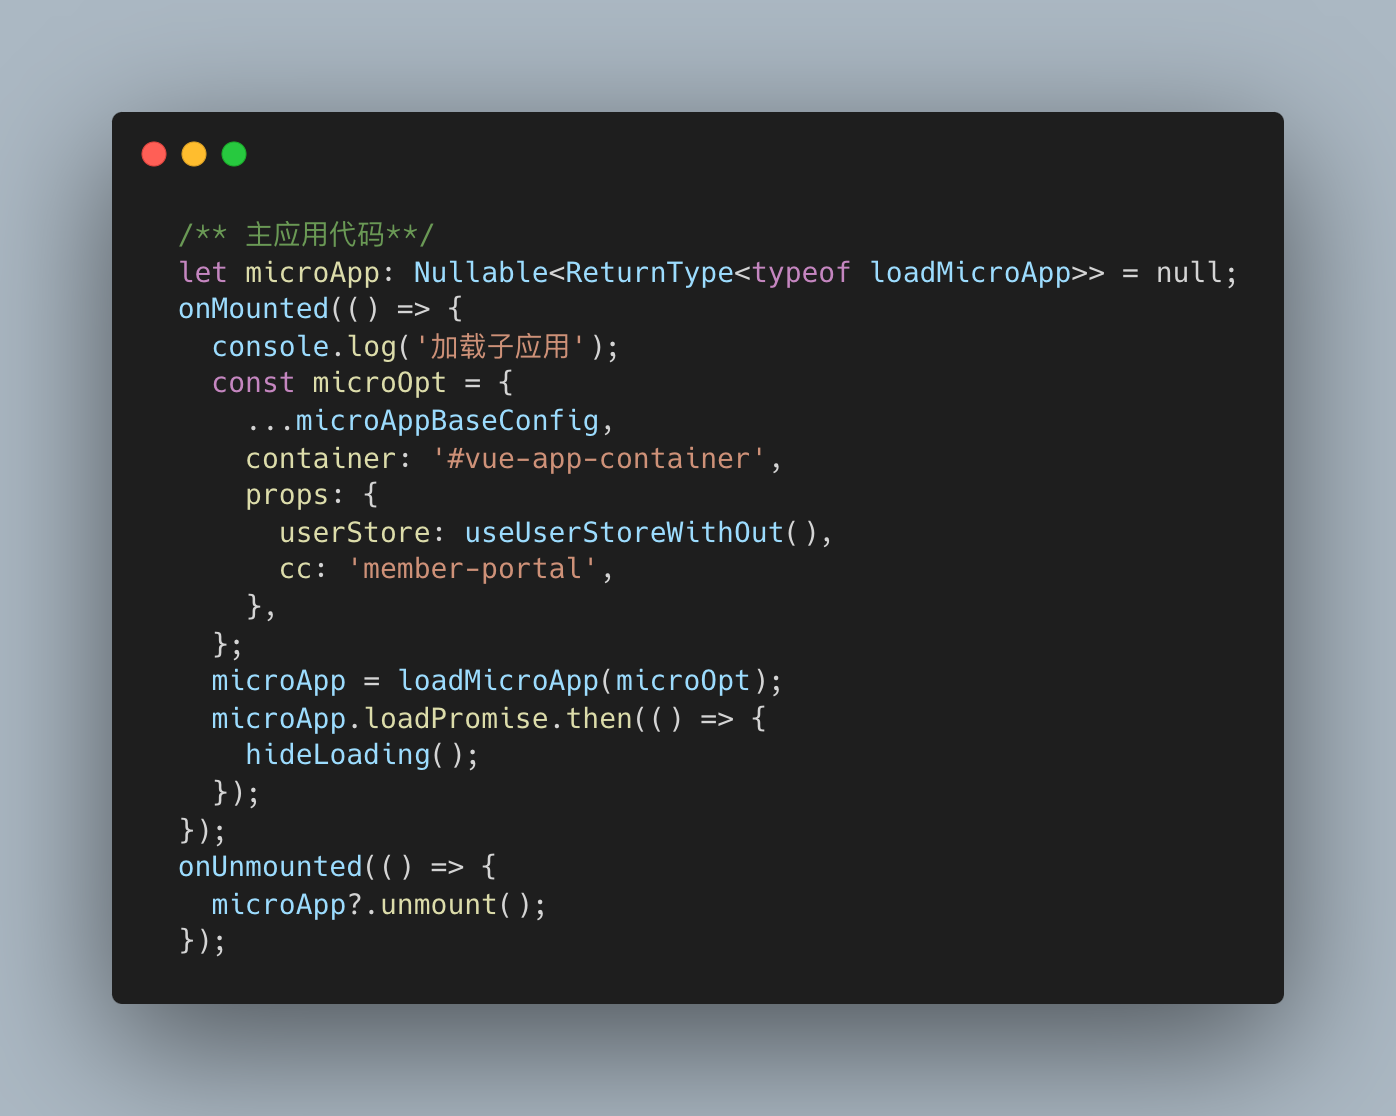 /** 主应用代码**/
let microApp: Nullable<ReturnType<typeof loadMicroApp>> = null;
onMounted(() => {
  console.log('加载子应用');
  const microOpt = {
    ...microAppBaseConfig,
    container: '#vue-app-container',
    props: {
      userStore: useUserStoreWithOut(),
      cc: 'member-portal',
    },
  };
  microApp = loadMicroApp(microOpt);
  microApp.loadPromise.then(() => {
    hideLoading();
  });
});
onUnmounted(() => {
  microApp?.unmount();
});